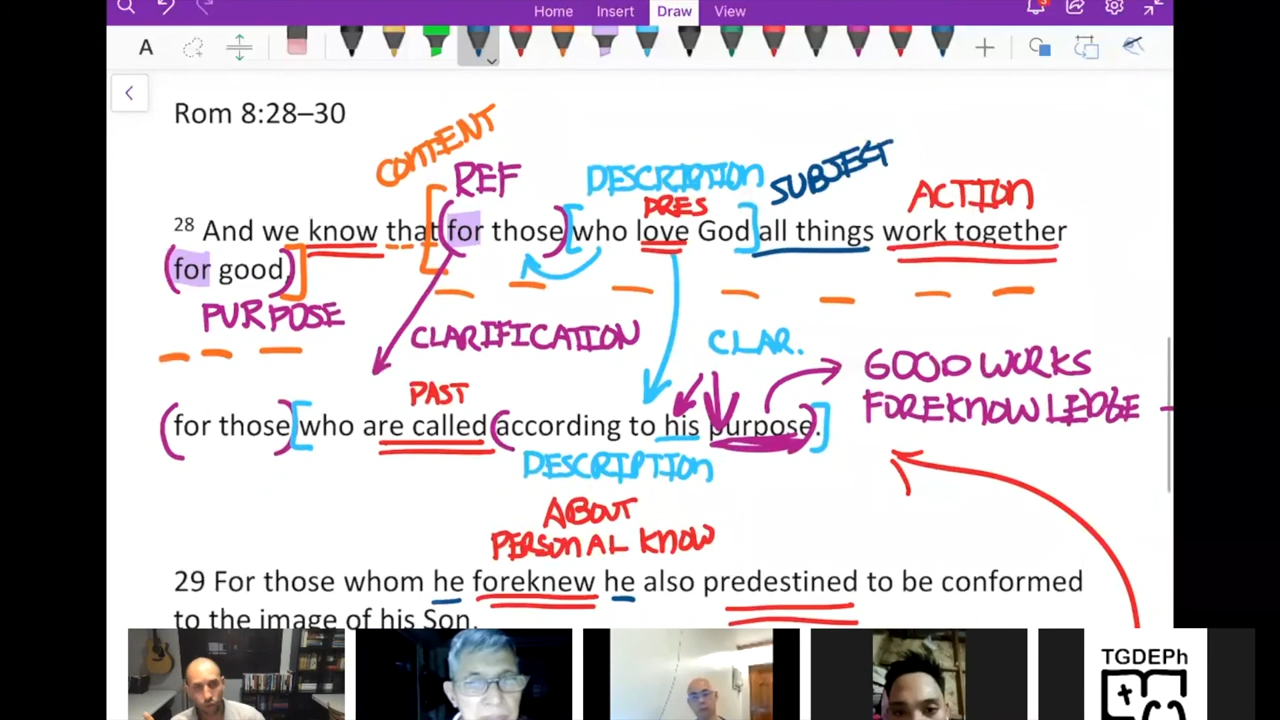 Home Insert Draw View
A
Rom 8:28–30
CONTENT
REF
DESCRIPTION
SUBJECT
PRES
ACTION
28 And we know that for those who love God all things work together
for good.
PURPOSE
CLARIFICATION
CLAR.
GOOD WORKS
PAST
FOREKNOWLEDGE
for those who are called according to his purpose.
DESCRIPTION
ABOUT
PERSONAL KNOW
29 For those whom he foreknew he also predestined to be conformed
to the image of his Son.
TGDEPh